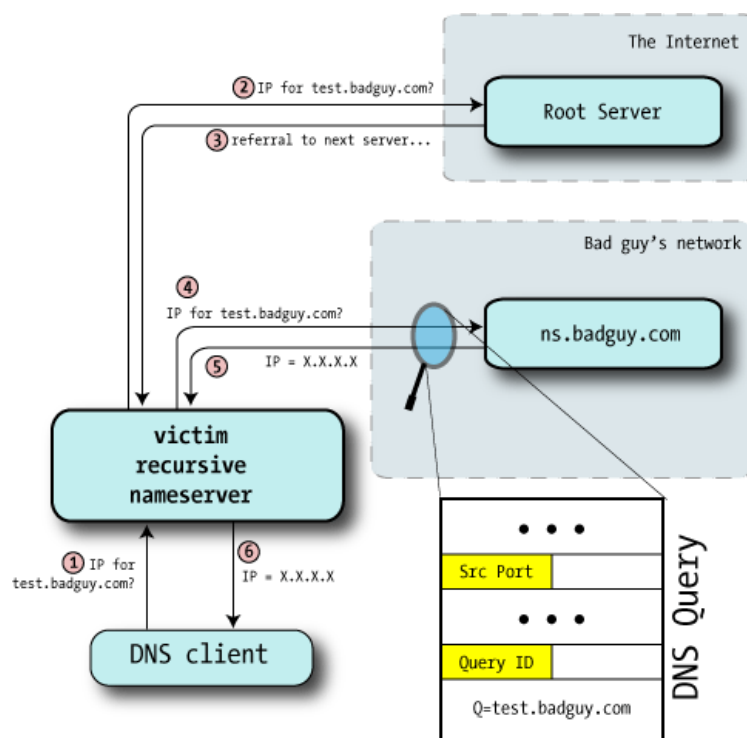 The Internet
② IP for test.badguy.com?
Root Server
③ referral to next server...
Bad guy's network
④
IP for test.badguy.com?
ns.badguy.com
⑤ IP = X.X.X.X
victim
recursive
nameserver
① IP for
test.badguy.com?
⑥
IP = X.X.X.X
DNS client
• • •
Src Port
• • •
Query ID
Q=test.badguy.com
DNS Query